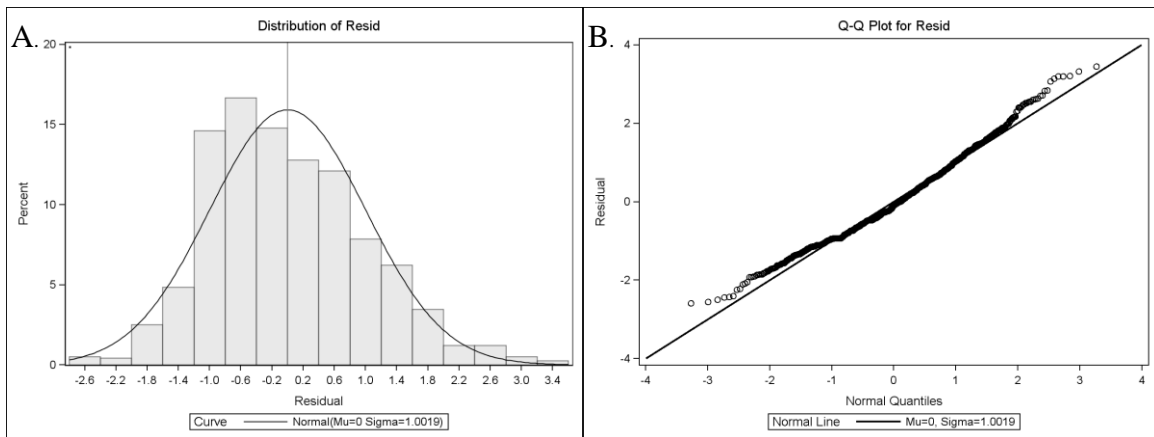 A.
Distribution of Resid
20
15
10
5
0
Percent
-2.6 -2.2 -1.8 -1.4 -1.0 -0.6 -0.2 0.2 0.6 1.0 1.4 1.8 2.2 2.6 3.0 3.4
Residual
Curve Normal(Mu=0 Sigma=1.0019)
B.
Q-Q Plot for Resid
4
2
0
-2
-4
Residual
-4 -3 -2 -1 0 1 2 3 4
Normal Quantiles
Normal Line Mu=0, Sigma=1.0019